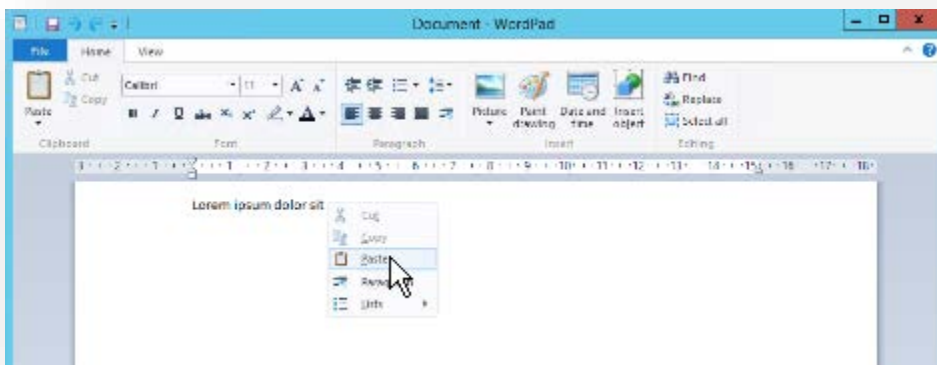 Document - WordPad
File Home View
Paste
Cut
Copy
Calibri 11
Clipboard
Font
Paragraph
Picture
Paint drawing
Date and time
Insert object
Insert
Find
Replace
Select all
Editing
Lorem ipsum dolor sit
Cut
Copy
Paste
Lists